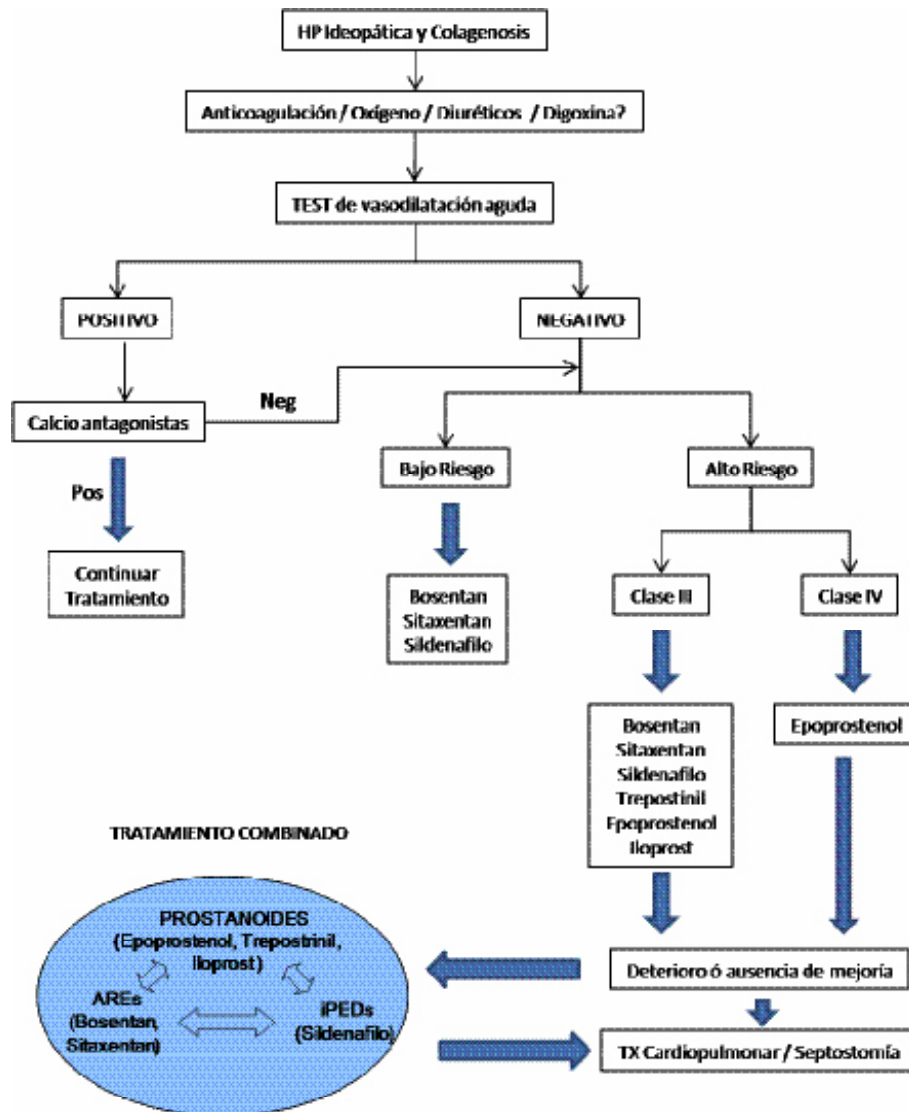 HP Ideopática y Colagenosis
Anticoagulación / Oxígeno / Diuréticos / Digoxina?
TEST de vasodilatación aguda
POSITIVO
NEGATIVO
Neg
Calcio antagonistas
Bajo Riesgo
Alto Riesgo
Pos
Continuar
Tratamiento
Bosentan
Sitaxentan
Sildenafilo
Clase III
Clase IV
Bosentan
Sitaxentan
Sildenafilo
Trepostinil
Epoprostenol
Iloprost
Epoprostenol
TRATAMIENTO COMBINADO
PROSTANOIDES
(Epoprostenol, Trepostrinil,
Iloprost)
AREs
(Bosentan,
Sitaxentan)
iPEDs
(Sildenafilo)
Deterioro ó ausencia de mejoría
TX Cardiopulmonar / Septostomía